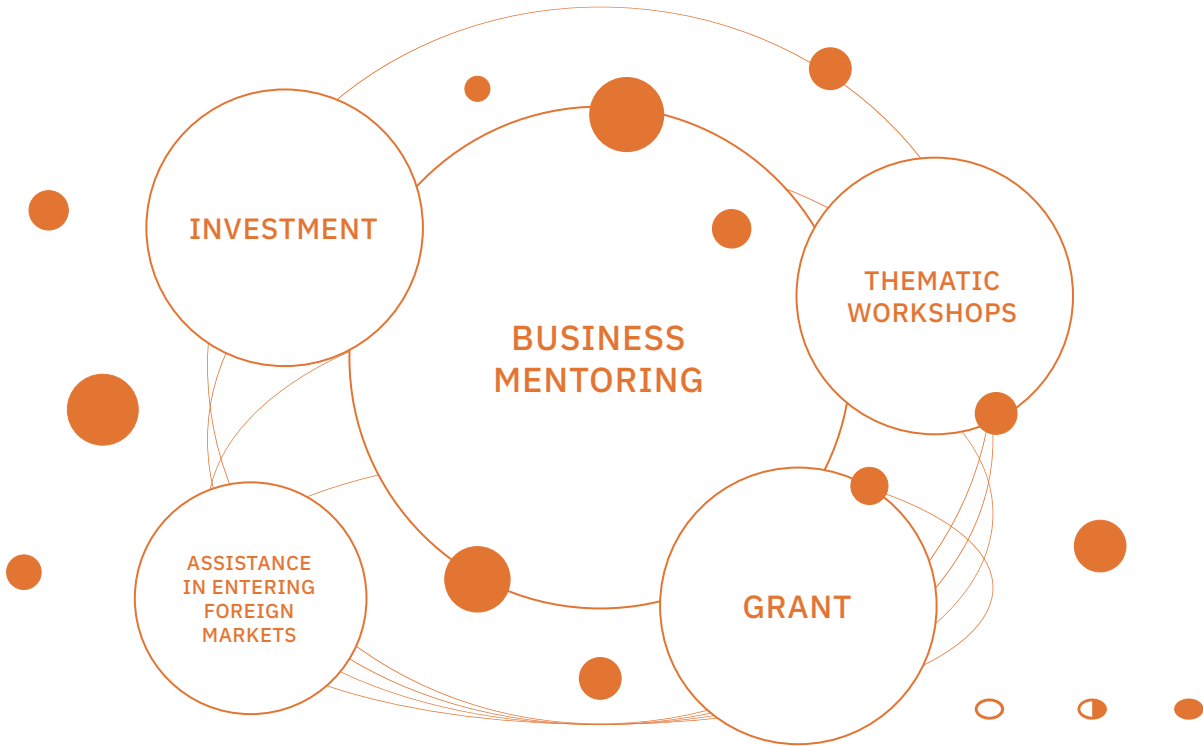 INVESTMENT
THEMATIC
WORKSHOPS
BUSINESS
MENTORING
ASSISTANCE
IN ENTERING
FOREIGN
MARKETS
GRANT